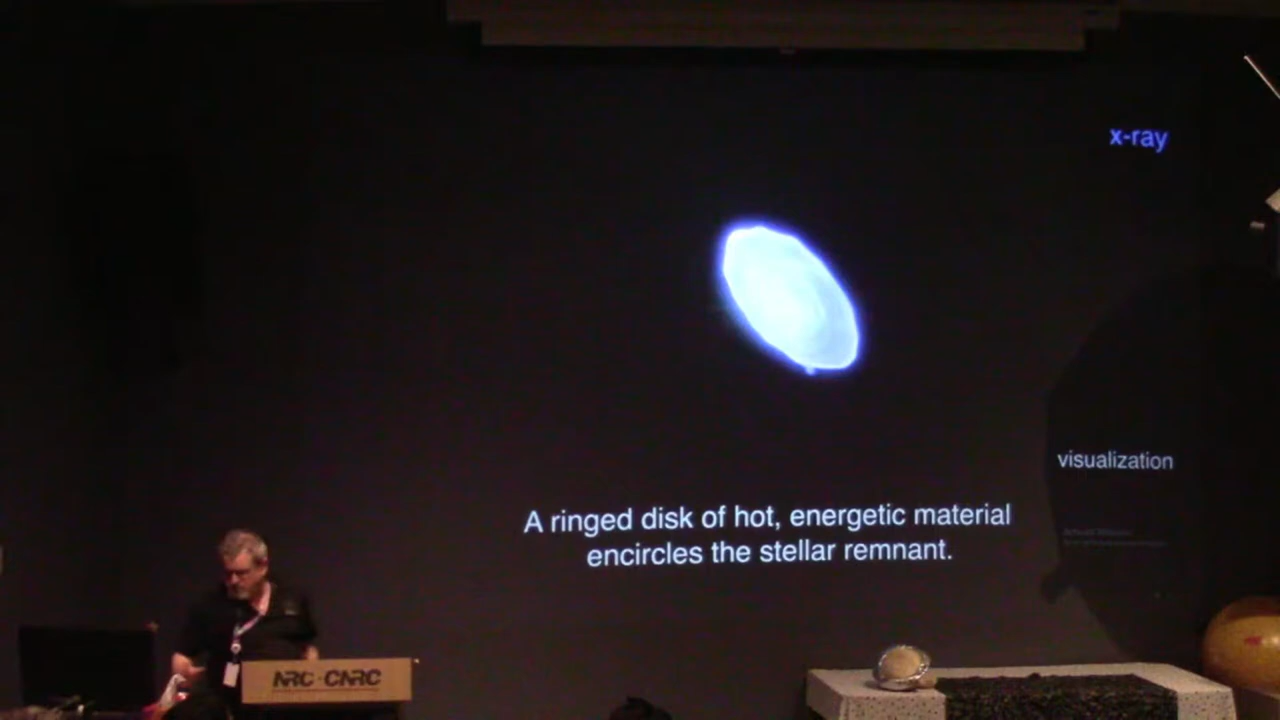 x-ray
visualization
A ringed disk of hot, energetic material
encircles the stellar remnant.
NRC·CNRC